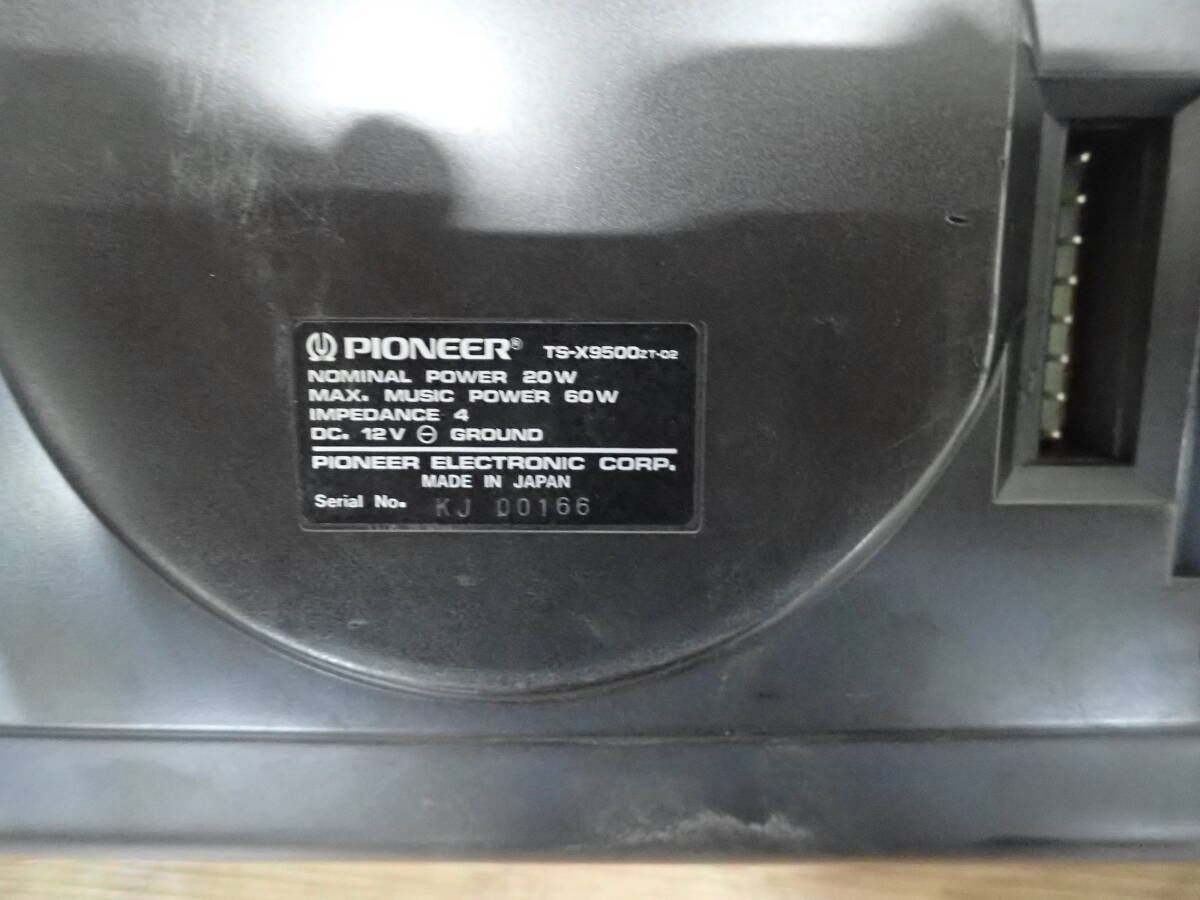 PIONEER® TS-X9500ZT-02
NOMINAL POWER 20W
MAX. MUSIC POWER 60W
IMPEDANCE 4
DC. 12V ⊖ GROUND
PIONEER ELECTRONIC CORP.
MADE IN JAPAN
Serial No. KJ 00166